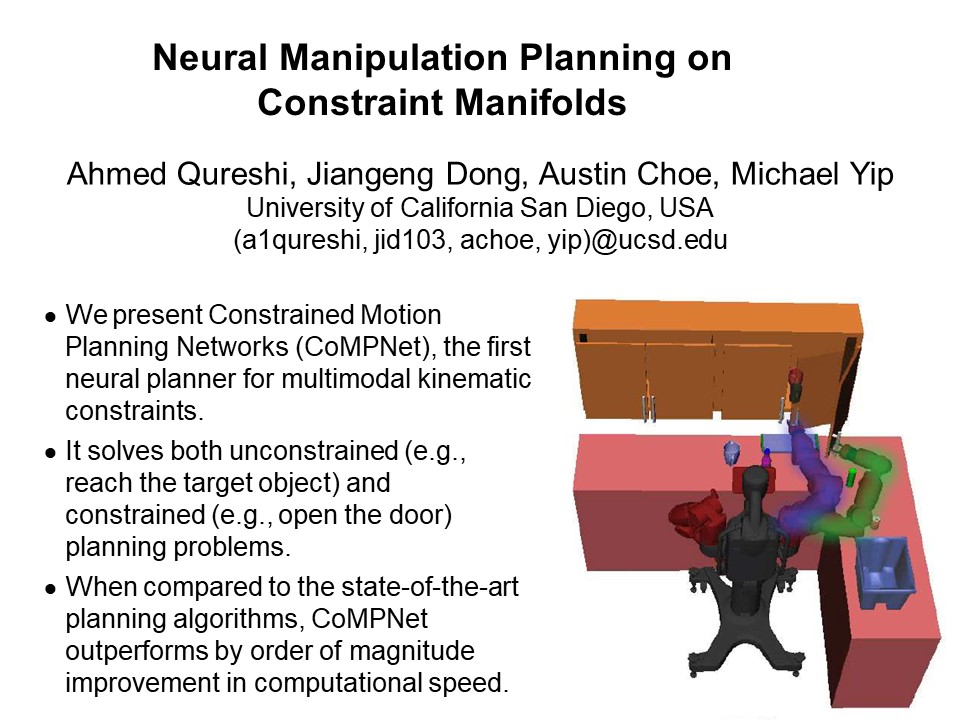 Neural Manipulation Planning on
Constraint Manifolds
Ahmed Qureshi, Jiangeng Dong, Austin Choe, Michael Yip
University of California San Diego, USA
(a1qureshi, jid103, achoe, yip)@ucsd.edu
● We present Constrained Motion
Planning Networks (CoMPNet), the first
neural planner for multimodal kinematic
constraints.
● It solves both unconstrained (e.g.,
reach the target object) and
constrained (e.g., open the door)
planning problems.
● When compared to the state-of-the-art
planning algorithms, CoMPNet
outperforms by order of magnitude
improvement in computational speed.